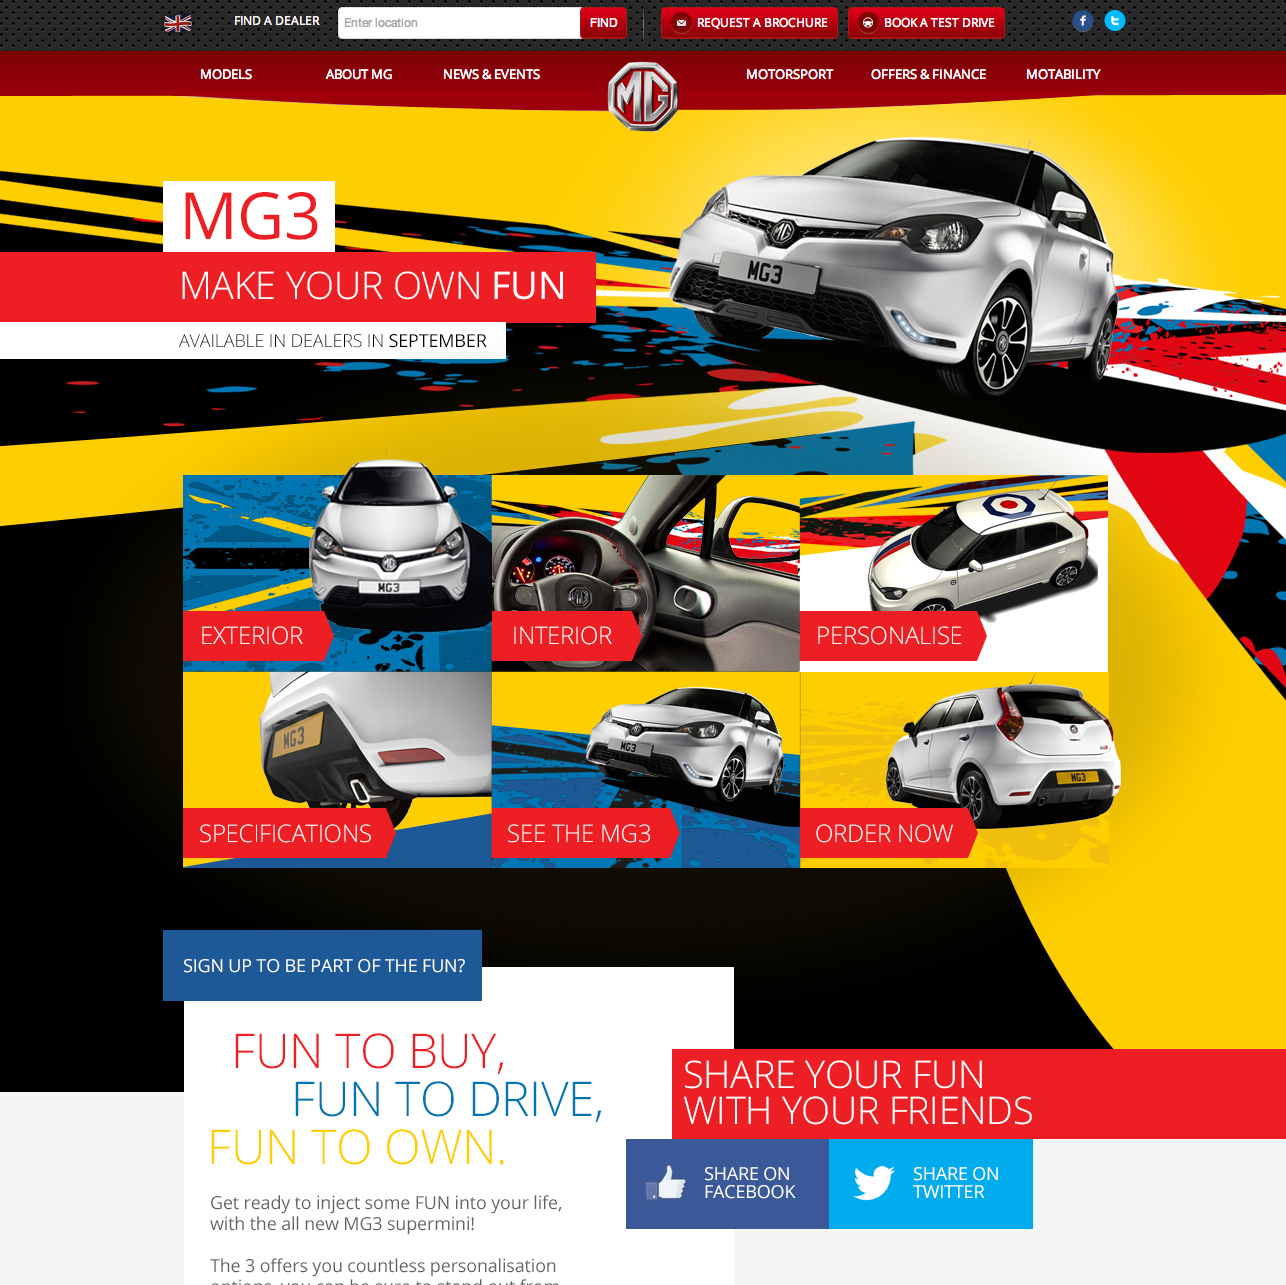 FIND A DEALER
Enter location
FIND
REQUEST A BROCHURE
BOOK A TEST DRIVE
MODELS
ABOUT MG
NEWS & EVENTS
MG
MOTORSPORT
OFFERS & FINANCE
MOTABILITY
MG3
MAKE YOUR OWN FUN
AVAILABLE IN DEALERS IN SEPTEMBER
MG
MG3
MG
MG3
MG
EXTERIOR
INTERIOR
PERSONALISE
MG3
MG3
MG3
SPECIFICATIONS
SEE THE MG3
ORDER NOW
SIGN UP TO BE PART OF THE FUN?
FUN TO BUY,
FUN TO DRIVE,
FUN TO OWN.
Get ready to inject some FUN into your life,
with the all new MG3 supermini!
The 3 offers you countless personalisation
SHARE YOUR FUN
WITH YOUR FRIENDS
SHARE ON
FACEBOOK
SHARE ON
TWITTER